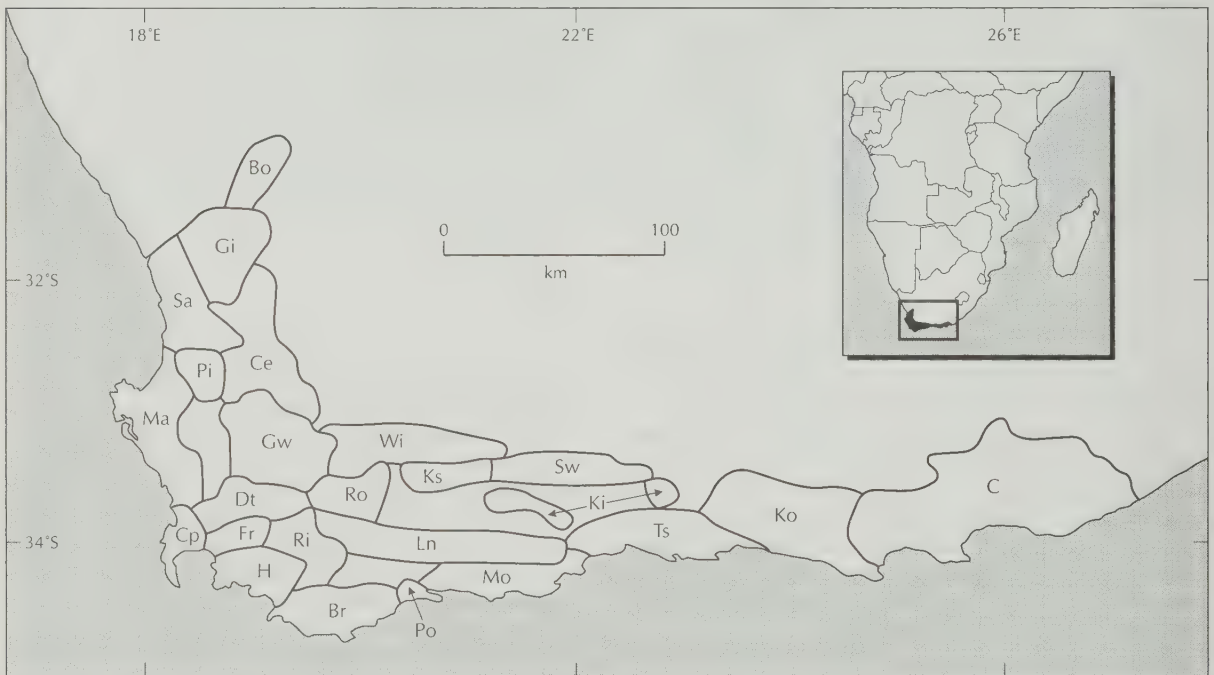 18°E 22°E 26°E
Bo
Gi
0 100
km
32°S
Sa
Pi Ce
Ma
Gw Wi
Ks Sw
Dt Ro Ki C
Ko
Cp Fr Ri Ln Ts
34°S
H Mo
Br
Po